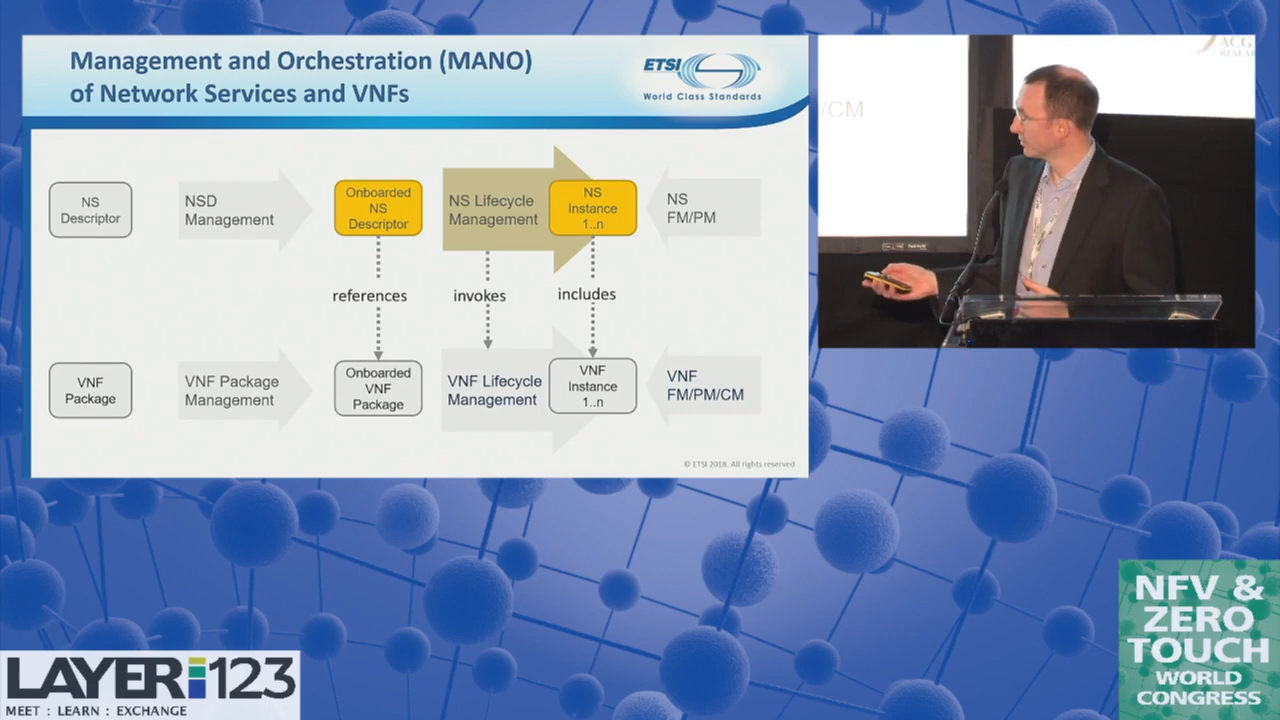 Management and Orchestration (MANO)
of Network Services and VNFs
ETSI
World Class Standards
NS
Descriptor
NSD
Management
Onboarded
NS
Descriptor
NS Lifecycle
Management
NS
Instance
1..n
NS
FM/PM
references
invokes
includes
VNF
Package
VNF Package
Management
Onboarded
VNF
Package
VNF Lifecycle
Management
VNF
Instance
1..n
VNF
FM/PM/CM
© ETSI 2018. All rights reserved
/CM
ACG
LAYER123
MEET : LEARN : EXCHANGE
NFV &
ZERO
TOUCH
WORLD
CONGRESS